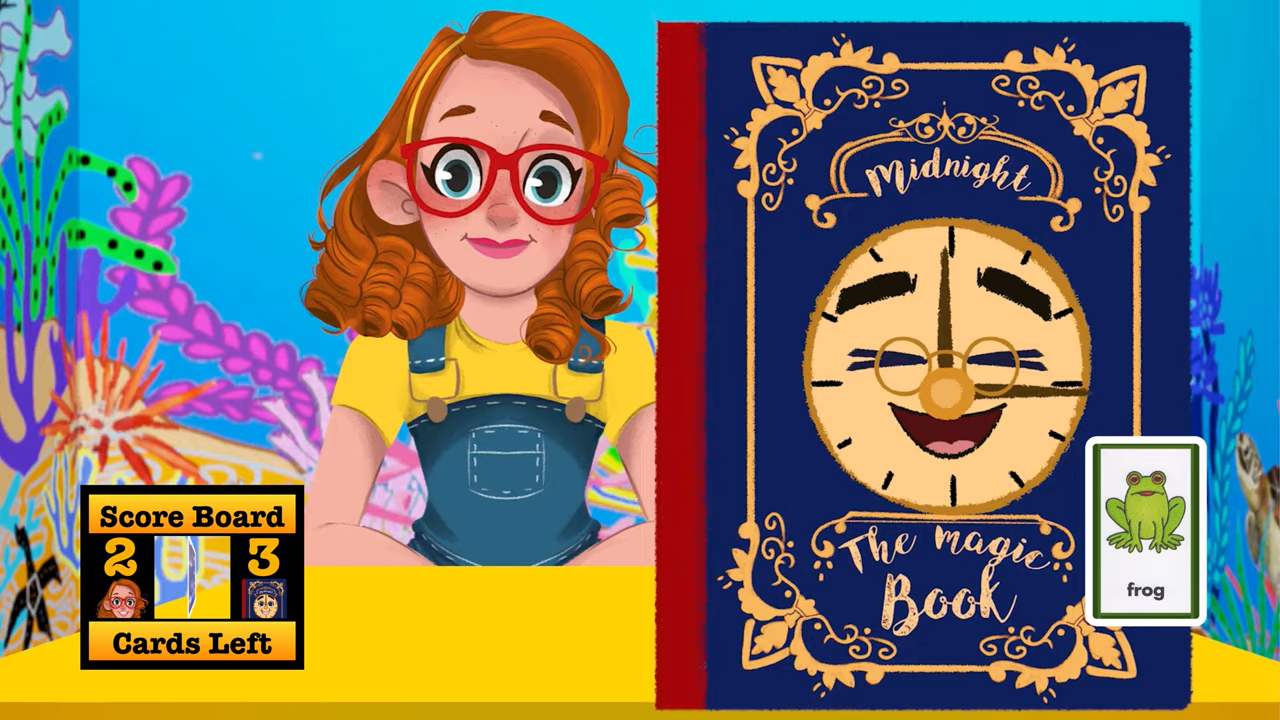 Midnight
The magic
Book
frog
Score Board
2 3
Cards Left